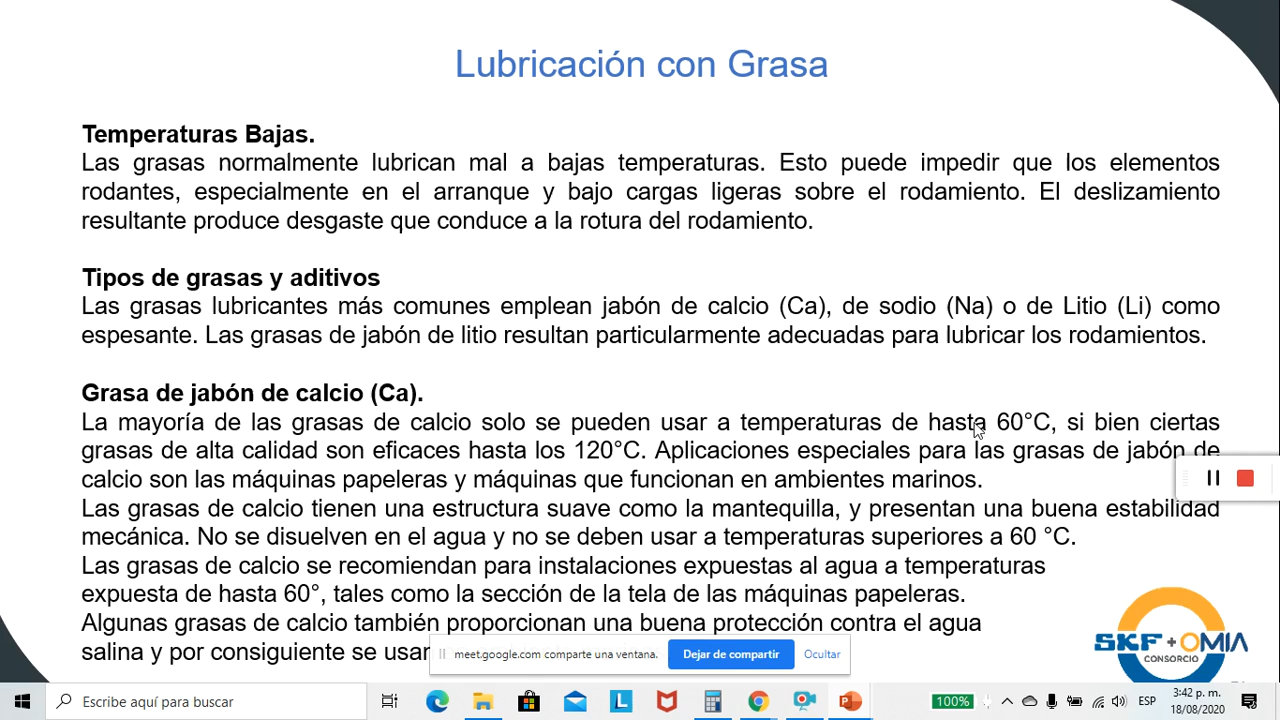 Lubricación con Grasa
Temperaturas Bajas.
Las grasas normalmente lubrican mal a bajas temperaturas. Esto puede impedir que los elementos
rodantes, especialmente en el arranque y bajo cargas ligeras sobre el rodamiento. El deslizamiento
resultante produce desgaste que conduce a la rotura del rodamiento.
Tipos de grasas y aditivos
Las grasas lubricantes más comunes emplean jabón de calcio (Ca), de sodio (Na) o de Litio (Li) como
espesante. Las grasas de jabón de litio resultan particularmente adecuadas para lubricar los rodamientos.
Grasa de jabón de calcio (Ca).
La mayoría de las grasas de calcio solo se pueden usar a temperaturas de hasta 60°C, si bien ciertas
grasas de alta calidad son eficaces hasta los 120°C. Aplicaciones especiales para las grasas de jabón de
calcio son las máquinas papeleras y máquinas que funcionan en ambientes marinos.
Las grasas de calcio tienen una estructura suave como la mantequilla, y presentan una buena estabilidad
mecánica. No se disuelven en el agua y no se deben usar a temperaturas superiores a 60 °C.
Las grasas de calcio se recomiendan para instalaciones expuestas al agua a temperaturas
expuesta de hasta 60°, tales como la sección de la tela de las máquinas papeleras.
Algunas grasas de calcio también proporcionan una buena protección contra el agua
salina y por consiguiente se usan
SKF + OMIA
CONSORCIO
meet.google.com comparte una ventana.
Dejar de compartir
Ocultar
Escribe aquí para buscar
100%
ESP
3:42 p. m.
18/08/2020